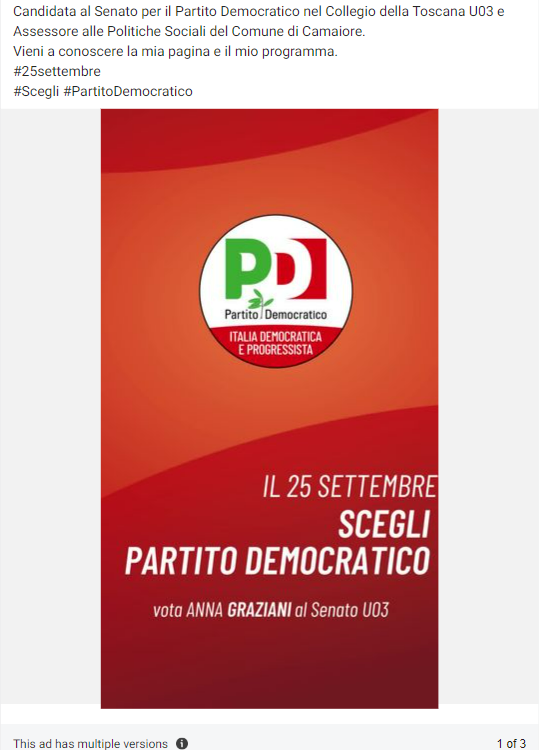 Candidata al Senato per il Partito Democratico nel Collegio della Toscana U03 e
Assessore alle Politiche Sociali del Comune di Camaiore.
Vieni a conoscere la mia pagina e il mio programma.
#25settembre
#Scegli #PartitoDemocratico
PD
Partito Democratico
ITALIA DEMOCRATICA
E PROGRESSISTA
IL 25 SETTEMBRE
SCEGLI
PARTITO DEMOCRATICO
vota ANNA GRAZIANI al Senato U03
This ad has multiple versions
1 of 3